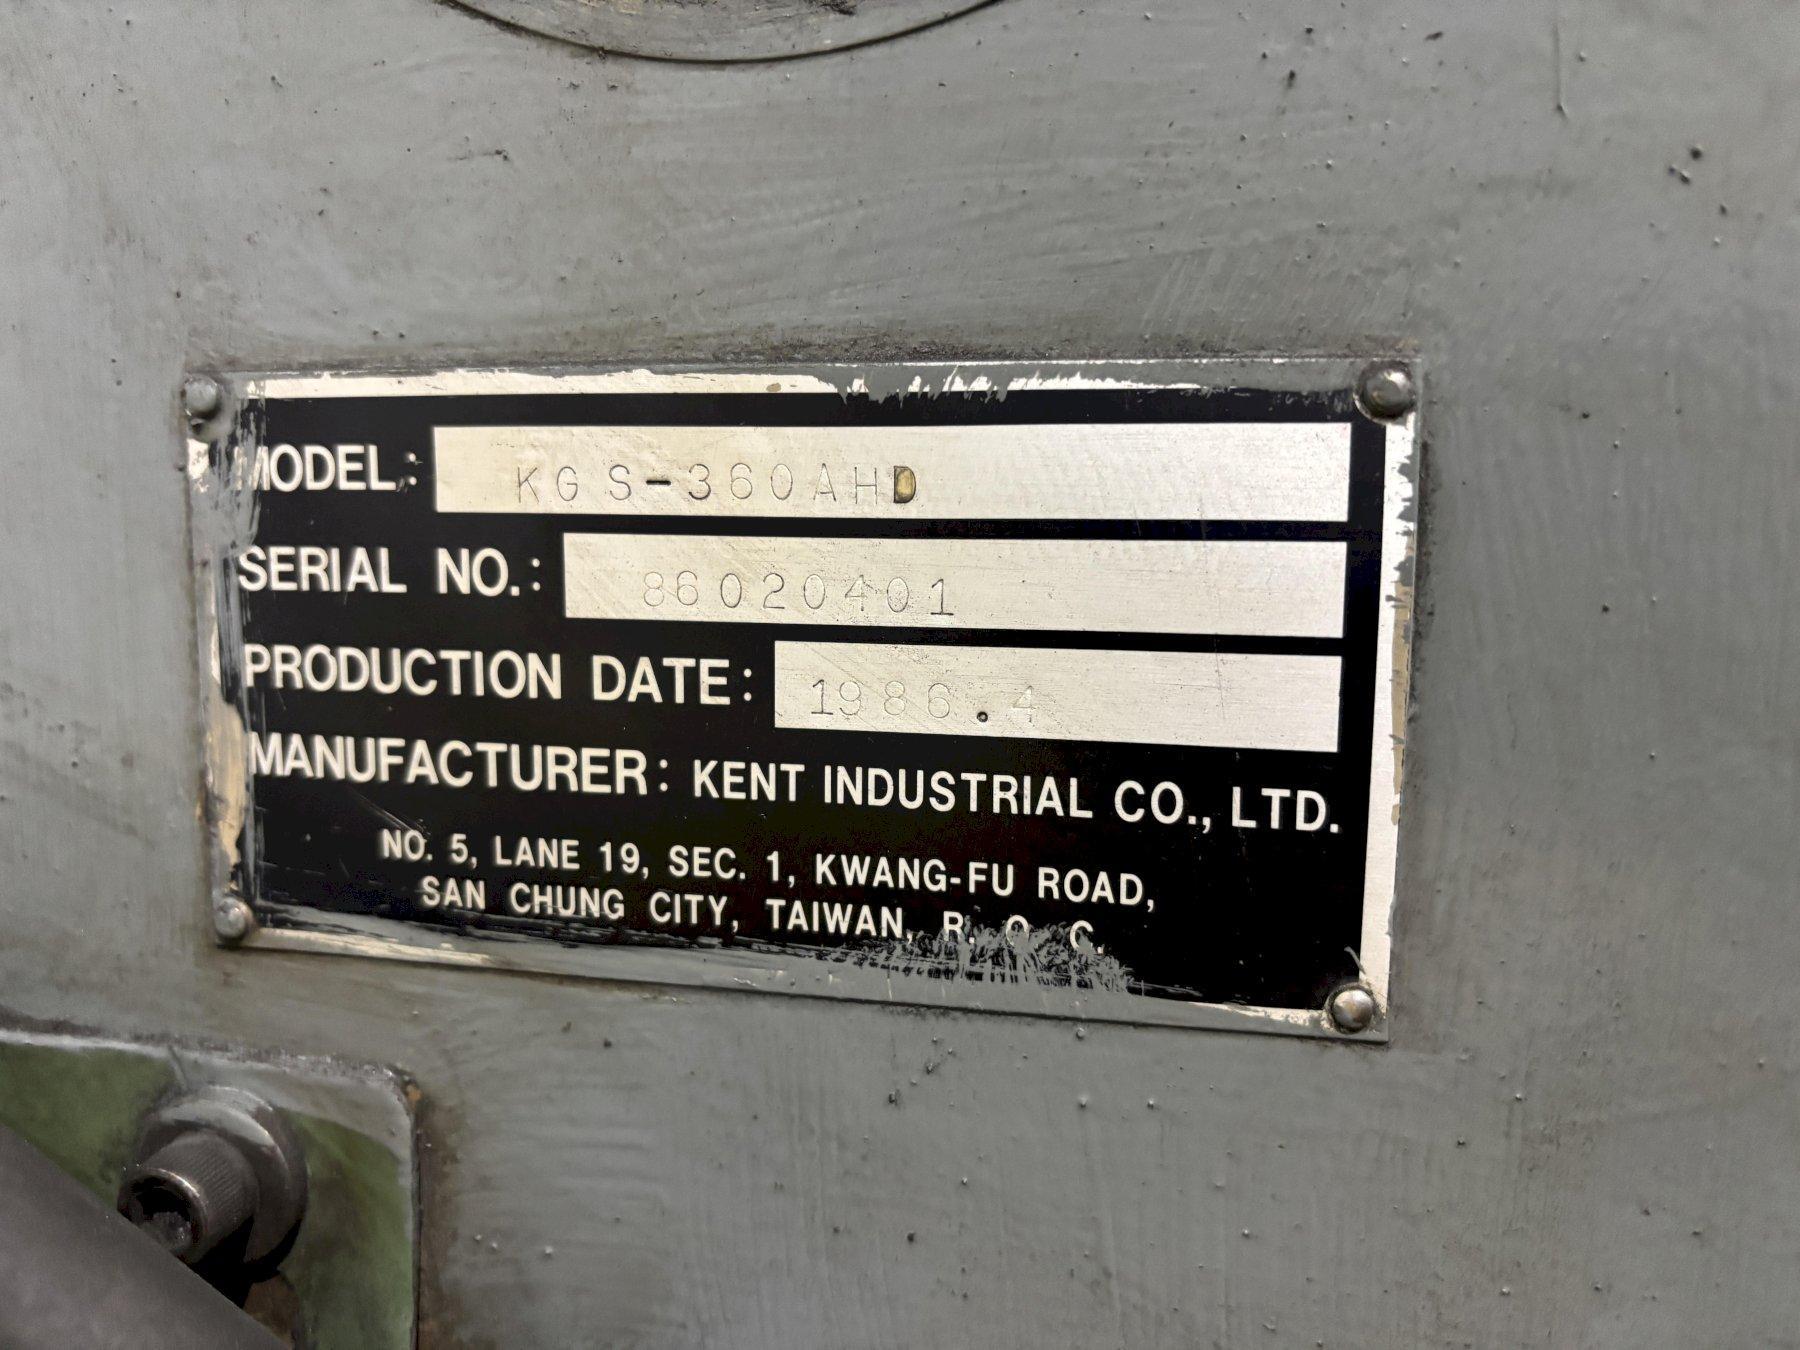 MODEL: KGS-360AHD
SERIAL NO.: 86020401
PRODUCTION DATE: 1986.4
MANUFACTURER: KENT INDUSTRIAL CO., LTD.
NO. 5, LANE 19, SEC. 1, KWANG-FU ROAD,
SAN CHUNG CITY, TAIWAN, R. O. C.